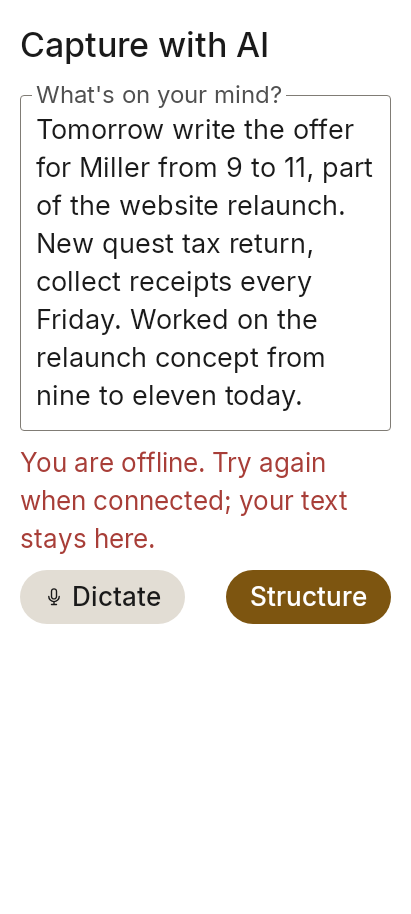 Capture with AI
What's on your mind?
Tomorrow write the offer
for Miller from 9 to 11, part
of the website relaunch.
New quest tax return,
collect receipts every
Friday. Worked on the
relaunch concept from
nine to eleven today.
You are offline. Try again
when connected; your text
stays here.
Dictate
Structure